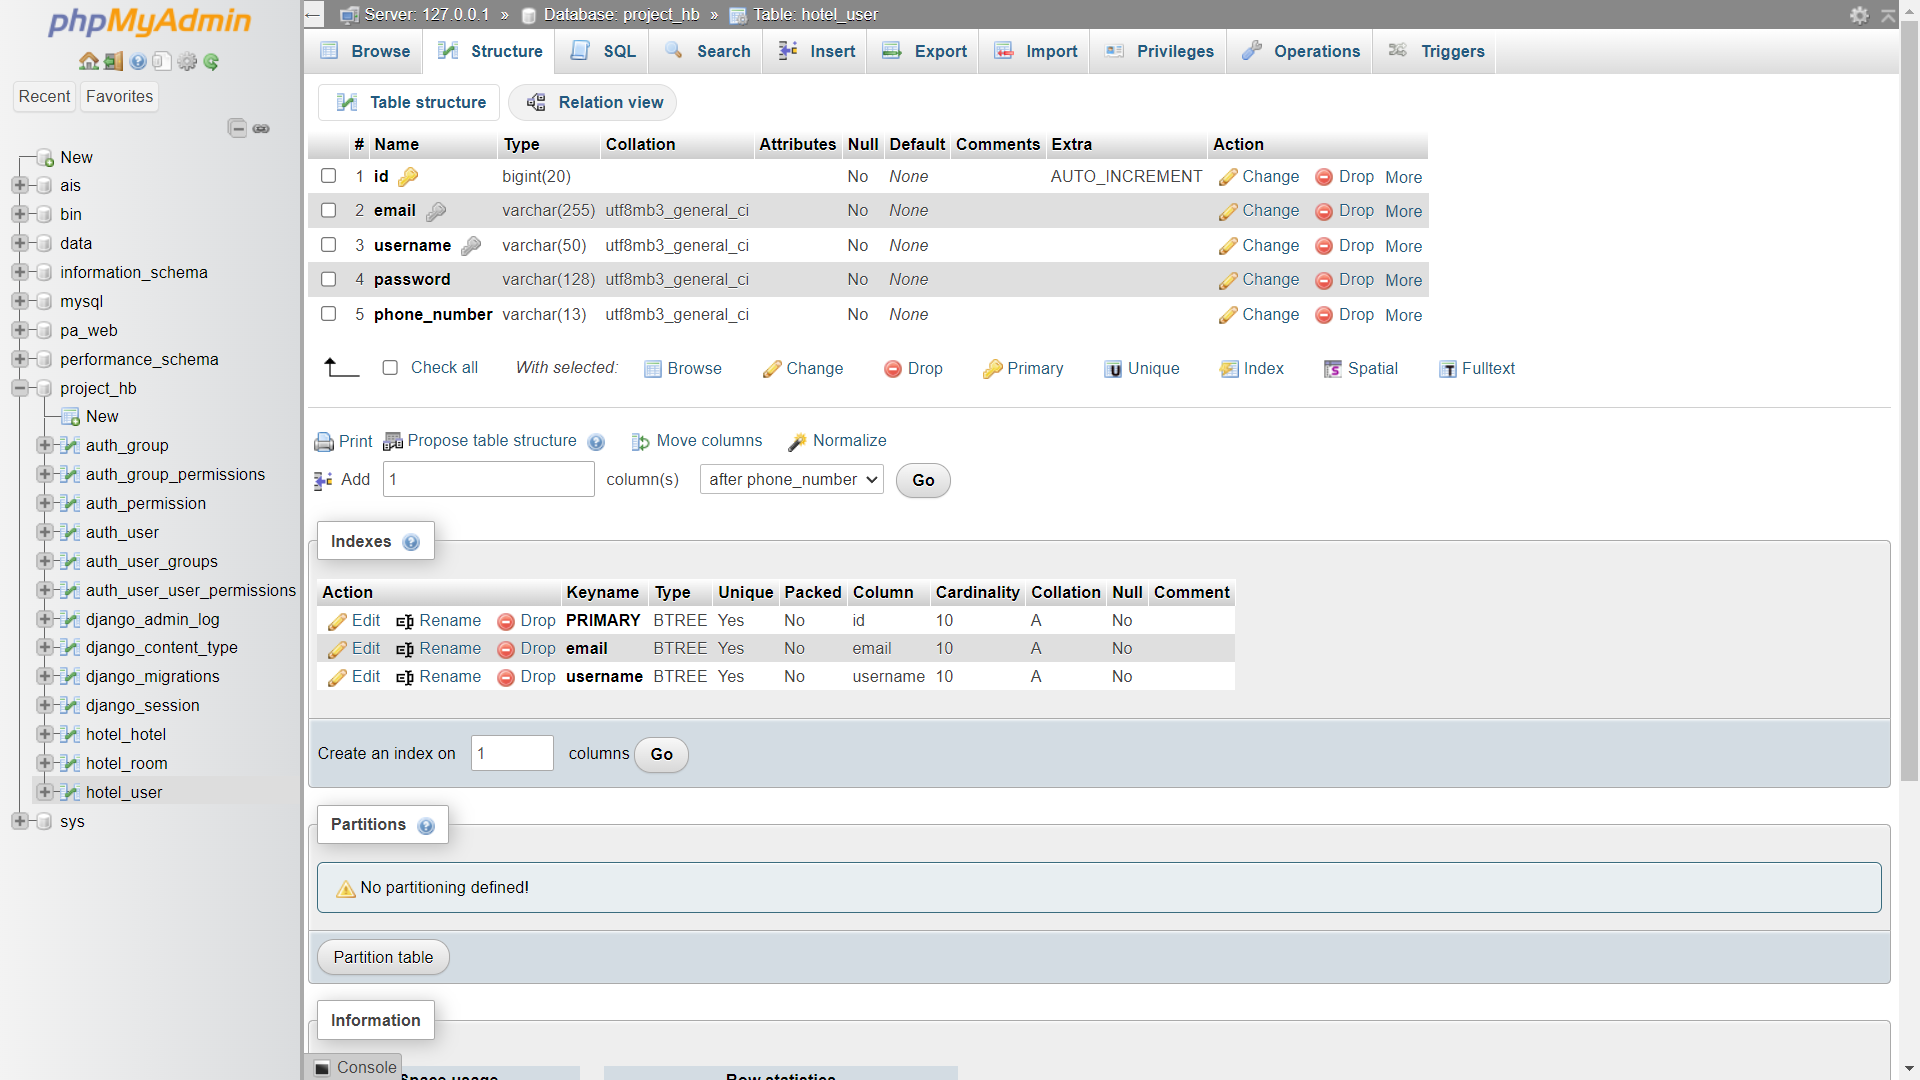 phpMyAdmin
Recent Favorites
New
ais
bin
data
information_schema
mysql
pa_web
performance_schema
project_hb
New
auth_group
auth_group_permissions
auth_permission
auth_user
auth_user_groups
auth_user_user_permissions
django_admin_log
django_content_type
django_migrations
django_session
hotel_hotel
hotel_room
hotel_user
sys
Server: 127.0.0.1 » Database: project_hb » Table: hotel_user
Browse Structure SQL Search Insert Export Import Privileges Operations Triggers
Table structure Relation view
# Name Type Collation Attributes Null Default Comments Extra Action
1 id bigint(20) No None AUTO_INCREMENT Change Drop More
2 email varchar(255) utf8mb3_general_ci No None Change Drop More
3 username varchar(50) utf8mb3_general_ci No None Change Drop More
4 password varchar(128) utf8mb3_general_ci No None Change Drop More
5 phone_number varchar(13) utf8mb3_general_ci No None Change Drop More
Check all With selected: Browse Change Drop Primary Unique Index Spatial Fulltext
Print Propose table structure Move columns Normalize
Add 1 column(s) after phone_number Go
Indexes
Action Keyname Type Unique Packed Column Cardinality Collation Null Comment
Edit Rename Drop PRIMARY BTREE Yes No id 10 A No
Edit Rename Drop email BTREE Yes No email 10 A No
Edit Rename Drop username BTREE Yes No username 10 A No
Create an index on 1 columns Go
Partitions
No partitioning defined!
Partition table
Information
Console
Space usage Row statistics